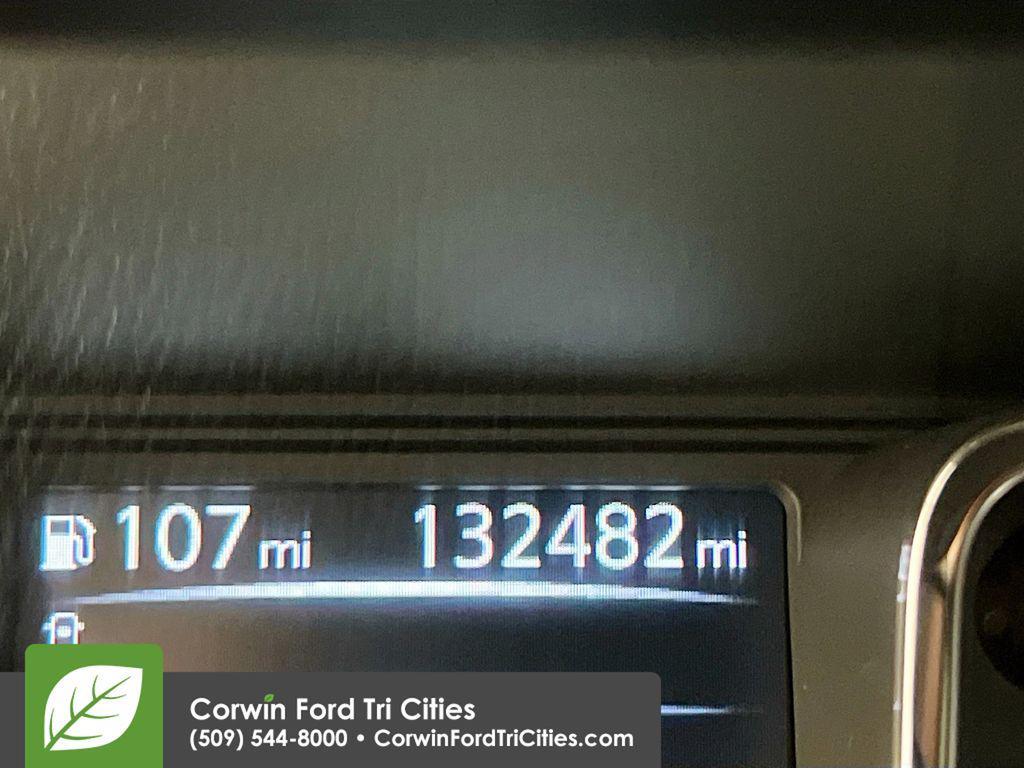 107 mi 132482 mi
Corwin Ford Tri Cities
(509) 544-8000 • CorwinFordTriCities.com